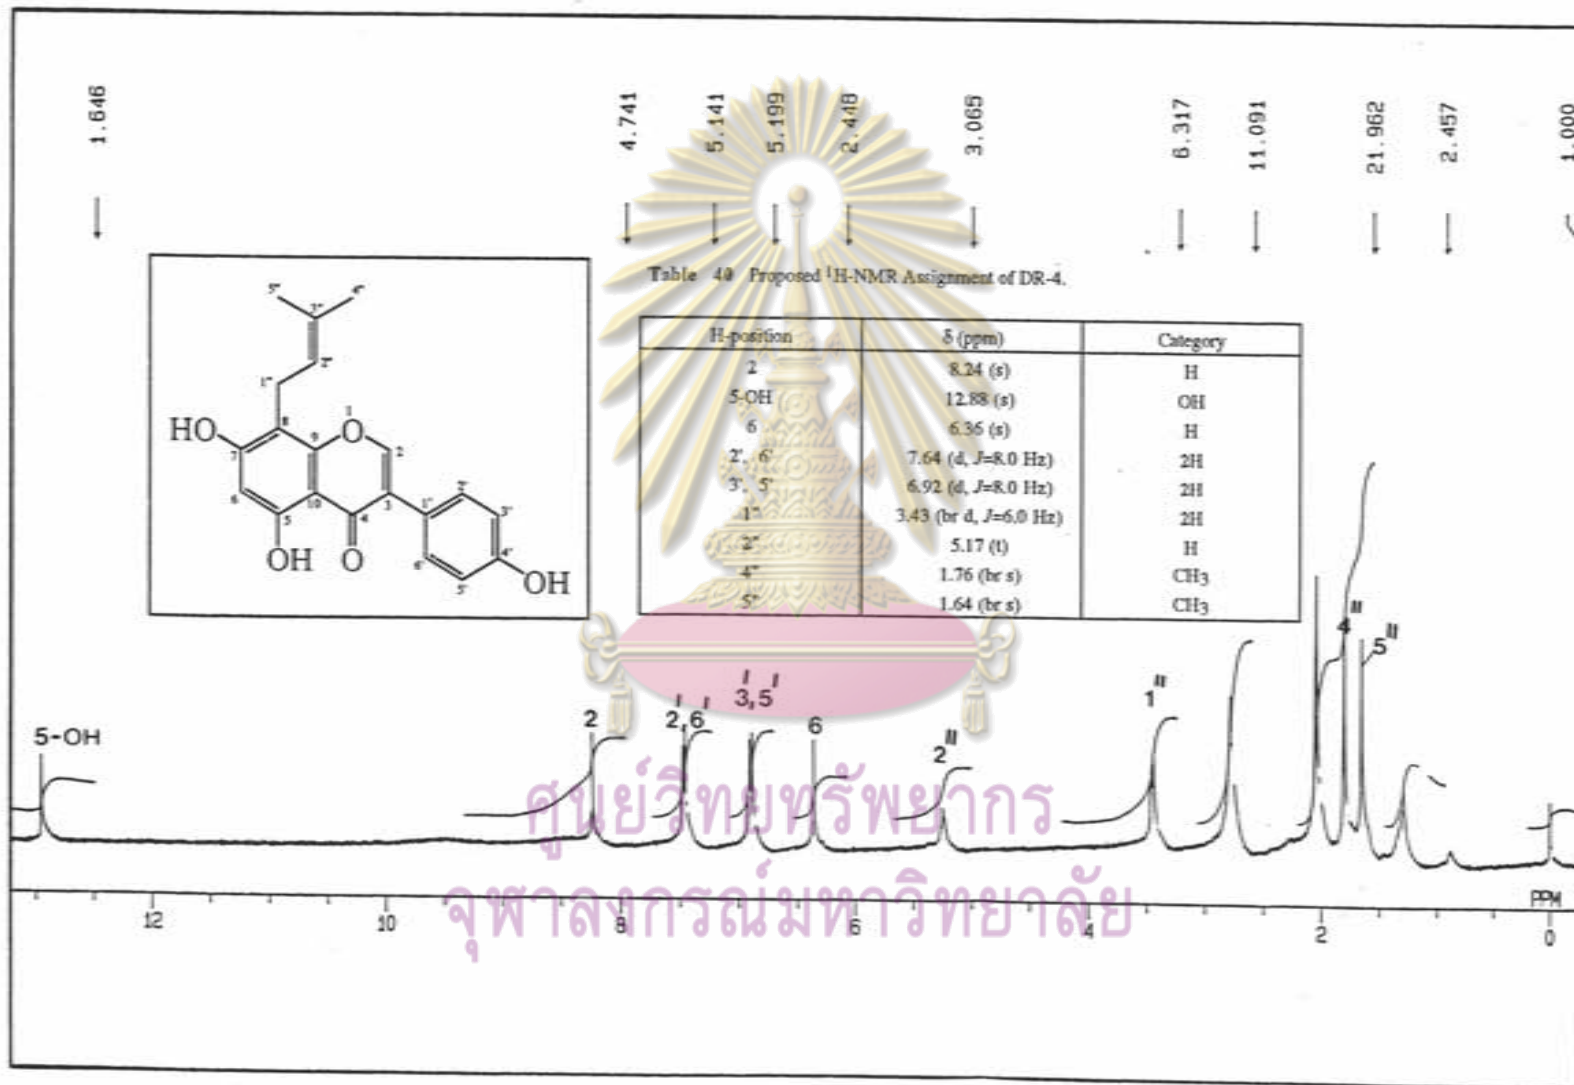 1.646
4.741
5.141
5.199
2.448
3.065
6.317
11.091
21.962
2.457
1.000
Table 40 Proposed ¹H-NMR Assignment of DR-4.
H-position δ (ppm) Category
2 8.24 (s) H
5-OH 12.88 (s) OH
6 6.36 (s) H
2', 6' 7.64 (d, J=8.0 Hz) 2H
3', 5' 6.92 (d, J=8.0 Hz) 2H
1" 3.43 (br d, J=6.0 Hz) 2H
2" 5.17 (t) H
4" 1.76 (br s) CH3
5" 1.64 (br s) CH3
5" 4"
3"
2"
1"
HO 8 9 O 1 2
7
6 5 10 4 3 1' 2' 3'
OH O 6' 5' 4' OH
5-OH 2 2',6' 3',5' 6 2" 1" 4" 5"
ศูนย์วิทยทรัพยากร
จุฬาลงกรณ์มหาวิทยาลัย
PPM
12 10 8 6 4 2 0